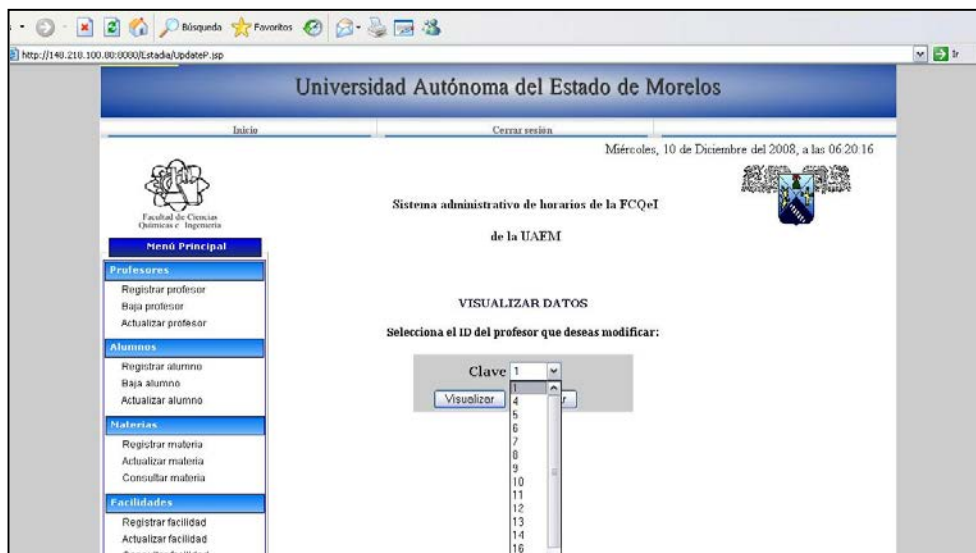 Búsqueda Favoritos
http://148.218.100.80:8080/Estadia/UpdateP.jsp
Ir
Universidad Autónoma del Estado de Morelos
Inicio Cerrar sesión
Miércoles, 10 de Diciembre del 2008, a las 06:20:16
Facultad de Ciencias
Químicas e Ingeniería
Sistema administrativo de horarios de la FCQeI
de la UAEM
Menú Principal
Profesores
Registrar profesor
Baja profesor
Actualizar profesor
Alumnos
Registrar alumno
Baja alumno
Actualizar alumno
Materias
Registrar materia
Actualizar materia
Consultar materia
Facilidades
Registrar facilidad
Actualizar facilidad
Consultar facilidad
VISUALIZAR DATOS
Selecciona el ID del profesor que deseas modificar:
Clave 1
Visualizar
1
4
5
6
7
8
9
10
11
12
13
14
16